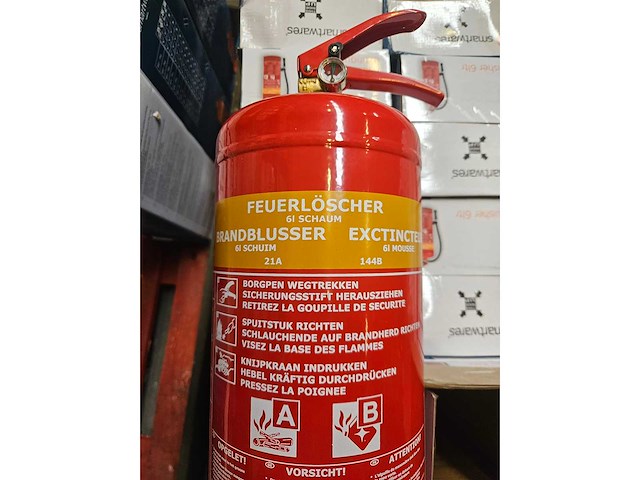 smartwares
FEUERLÖSCHER
6l SCHAUM
BRANDBLUSSER
6l SCHUIM
6l MOUSSE
21A 144B
BORGPEN WEGTREKKEN
SICHERUNGSSTIFT HERAUSZIEHEN
RETIREZ LA GOUPILLE DE SECURITE
SPUITSTUK RICHTEN
SCHLAUCHENDE AUF BRANDHERD RICHTEN
VISEZ LA BASE DES FLAMMES
KNIJPKRAAN INDRUKKEN
HEBEL KRÄFTIG DURCHDRÜCKEN
PRESSEZ LA POIGNEE
A B
OPGELET!
VORSICHT!
ATTENTION!
smartwares
smartwares